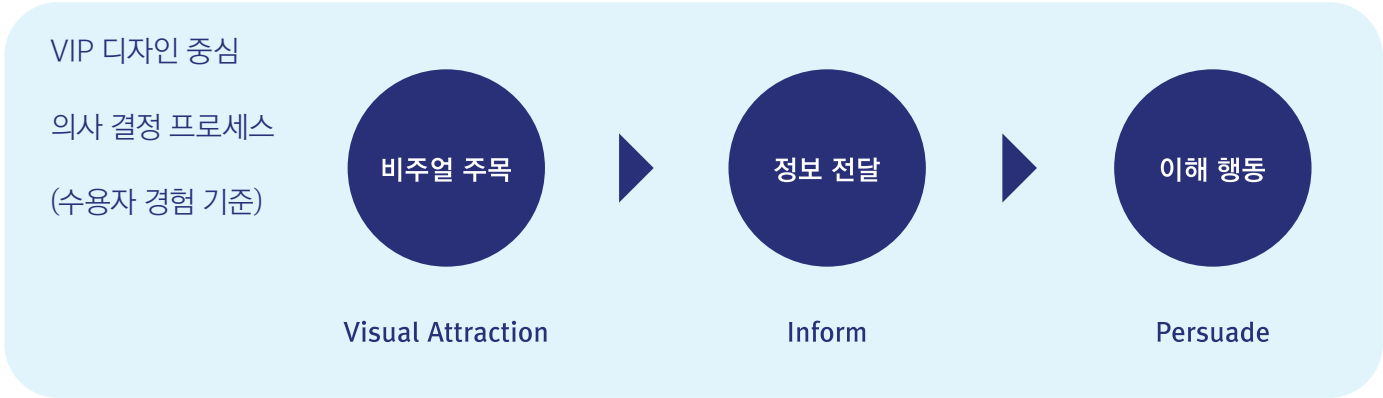 VIP 디자인 중심
의사 결정 프로세스
(수용자 경험 기준)
비주얼 주목
정보 전달
이해 행동
Visual Attraction
Inform
Persuade